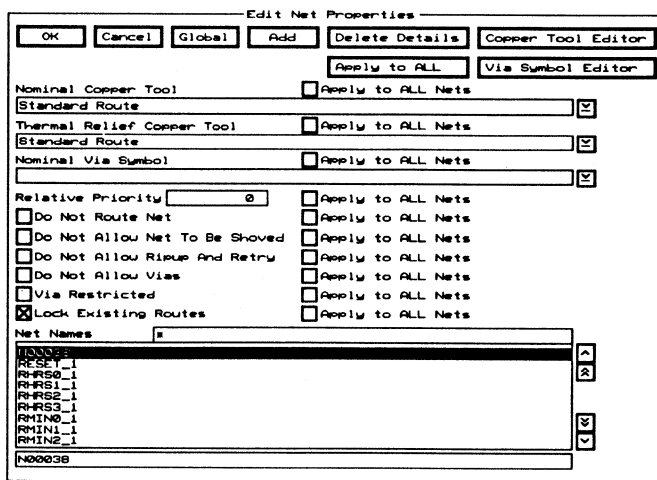 Edit Net Properties
OK Cancel Global Add Delete Details Copper Tool Editor
Apply to ALL Via Symbol Editor
Nominal Copper Tool Apply to ALL Nets
Standard Route
Thermal Relief Copper Tool Apply to ALL Nets
Standard Route
Nominal Via Symbol Apply to ALL Nets
Relative Priority 0 Apply to ALL Nets
Do Not Route Net Apply to ALL Nets
Do Not Allow Net To Be Shoved Apply to ALL Nets
Do Not Allow Ripup And Retry Apply to ALL Nets
Do Not Allow Vias Apply to ALL Nets
Via Restricted Apply to ALL Nets
Lock Existing Routes Apply to ALL Nets
Net Names *
N00038
RESET_1
RHRS0_1
RHRS1_1
RHRS2_1
RHRS3_1
RMIN0_1
RMIN1_1
RMIN2_1
N00038